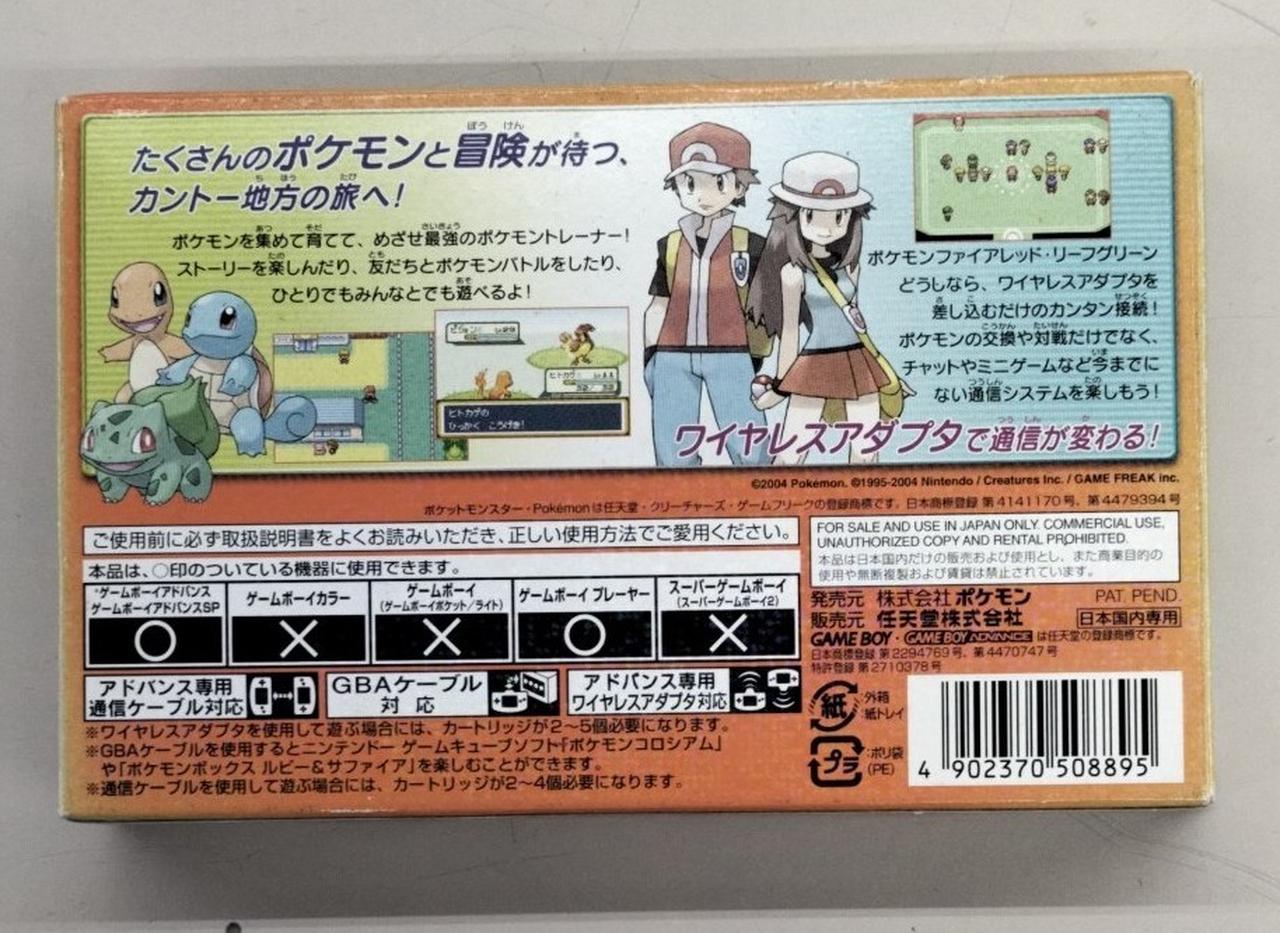 たくさんのポケモンと冒険が待つ、
カントー地方の旅へ!
ポケモンを集めて育てて、めざせ最強のポケモントレーナー!
ストーリーを楽しんだり、友だちとポケモンバトルをしたり、
ひとりでもみんなとでも遊べるよ!
ヒトカゲの
ひっかく こうげき!
ポケモンファイアレッド・リーフグリーン
どうしなら、ワイヤレスアダプタを
差し込むだけのカンタン接続!
ポケモンの交換や対戦だけでなく、
チャットやミニゲームなど今までに
ない通信システムを楽しもう!
ワイヤレスアダプタで通信が変わる!
©2004 Pokémon. ©1995-2004 Nintendo / Creatures Inc. / GAME FREAK inc.
ポケットモンスター・Pokémonは任天堂・クリーチャーズ・ゲームフリークの登録商標です。日本商標登録 第4141170号、第4479394号
ご使用前に必ず取扱説明書をよくお読みいただき、正しい使用方法でご愛用ください。
本品は、○印のついている機器に使用できます。
ゲームボーイアドバンス
ゲームボーイアドバンスSP
○
ゲームボーイカラー
×
ゲームボーイ
(ゲームボーイポケット/ライト)
×
ゲームボーイ プレーヤー
○
スーパーゲームボーイ
(スーパーゲームボーイ2)
×
アドバンス専用
通信ケーブル対応
GBAケーブル
対応
アドバンス専用
ワイヤレスアダプタ対応
※ワイヤレスアダプタを使用して遊ぶ場合には、カートリッジが2〜5個必要になります。
※GBAケーブルを使用するとニンテンドー ゲームキューブソフト「ポケモンコロシアム」
や「ポケモンボックス ルビー&サファイア」を楽しむことができます。
※通信ケーブルを使用して遊ぶ場合には、カートリッジが2〜4個必要になります。
FOR SALE AND USE IN JAPAN ONLY. COMMERCIAL USE,
UNAUTHORIZED COPY AND RENTAL PROHIBITED.
本品は日本国内だけの販売および使用とし、また商業目的の
使用や無断複製および賃貸は禁止されています。
発売元 株式会社ポケモン PAT. PEND.
販売元 任天堂株式会社 日本国内専用
GAME BOY・GAME BOY ADVANCE は任天堂の登録商標です。
日本商標登録 第2294769号、第4470747号
特許登録 第2710378号
紙
外箱
紙トレイ
プラ
:ポリ袋
(PE)
4 902370 508895